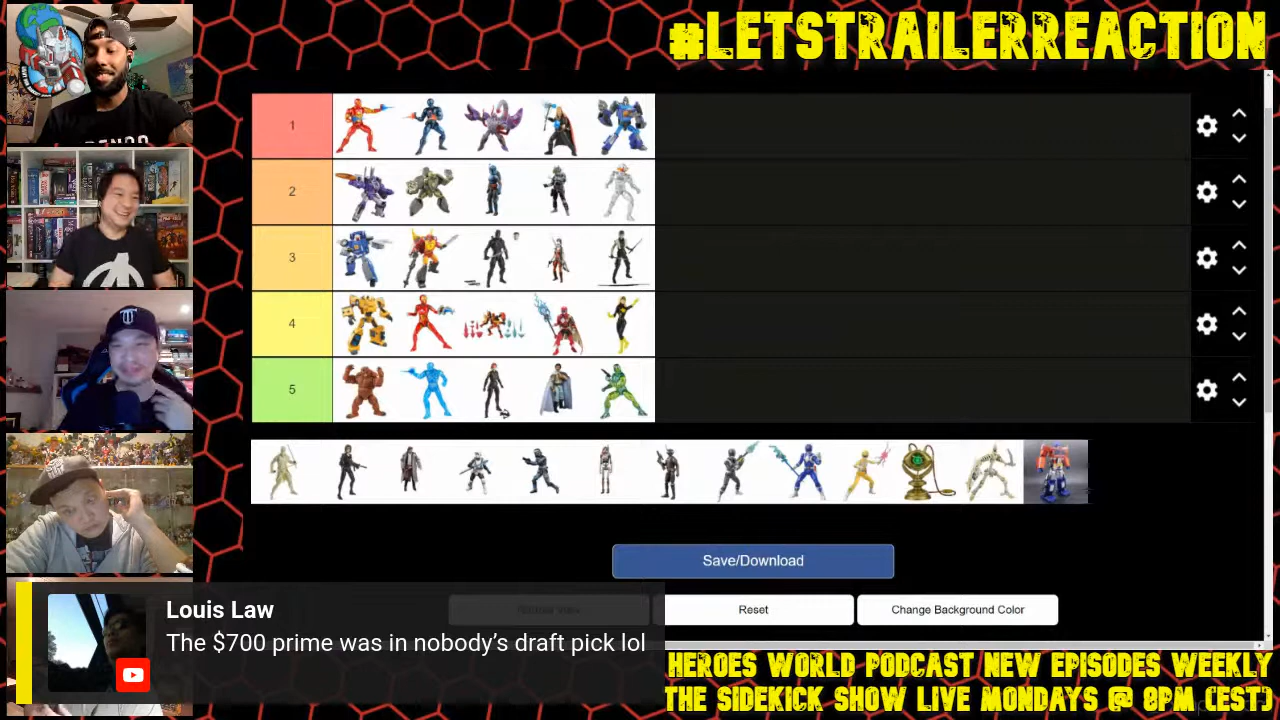 #LETSTRAILERREACTION
1
2
3
4
5
Save/Download
Reset
Change Background Color
Louis Law
The $700 prime was in nobody’s draft pick lol
HEROES WORLD PODCAST NEW EPISODES WEEKLY
THE SIDEKICK SHOW LIVE MONDAYS @ 8PM (EST)